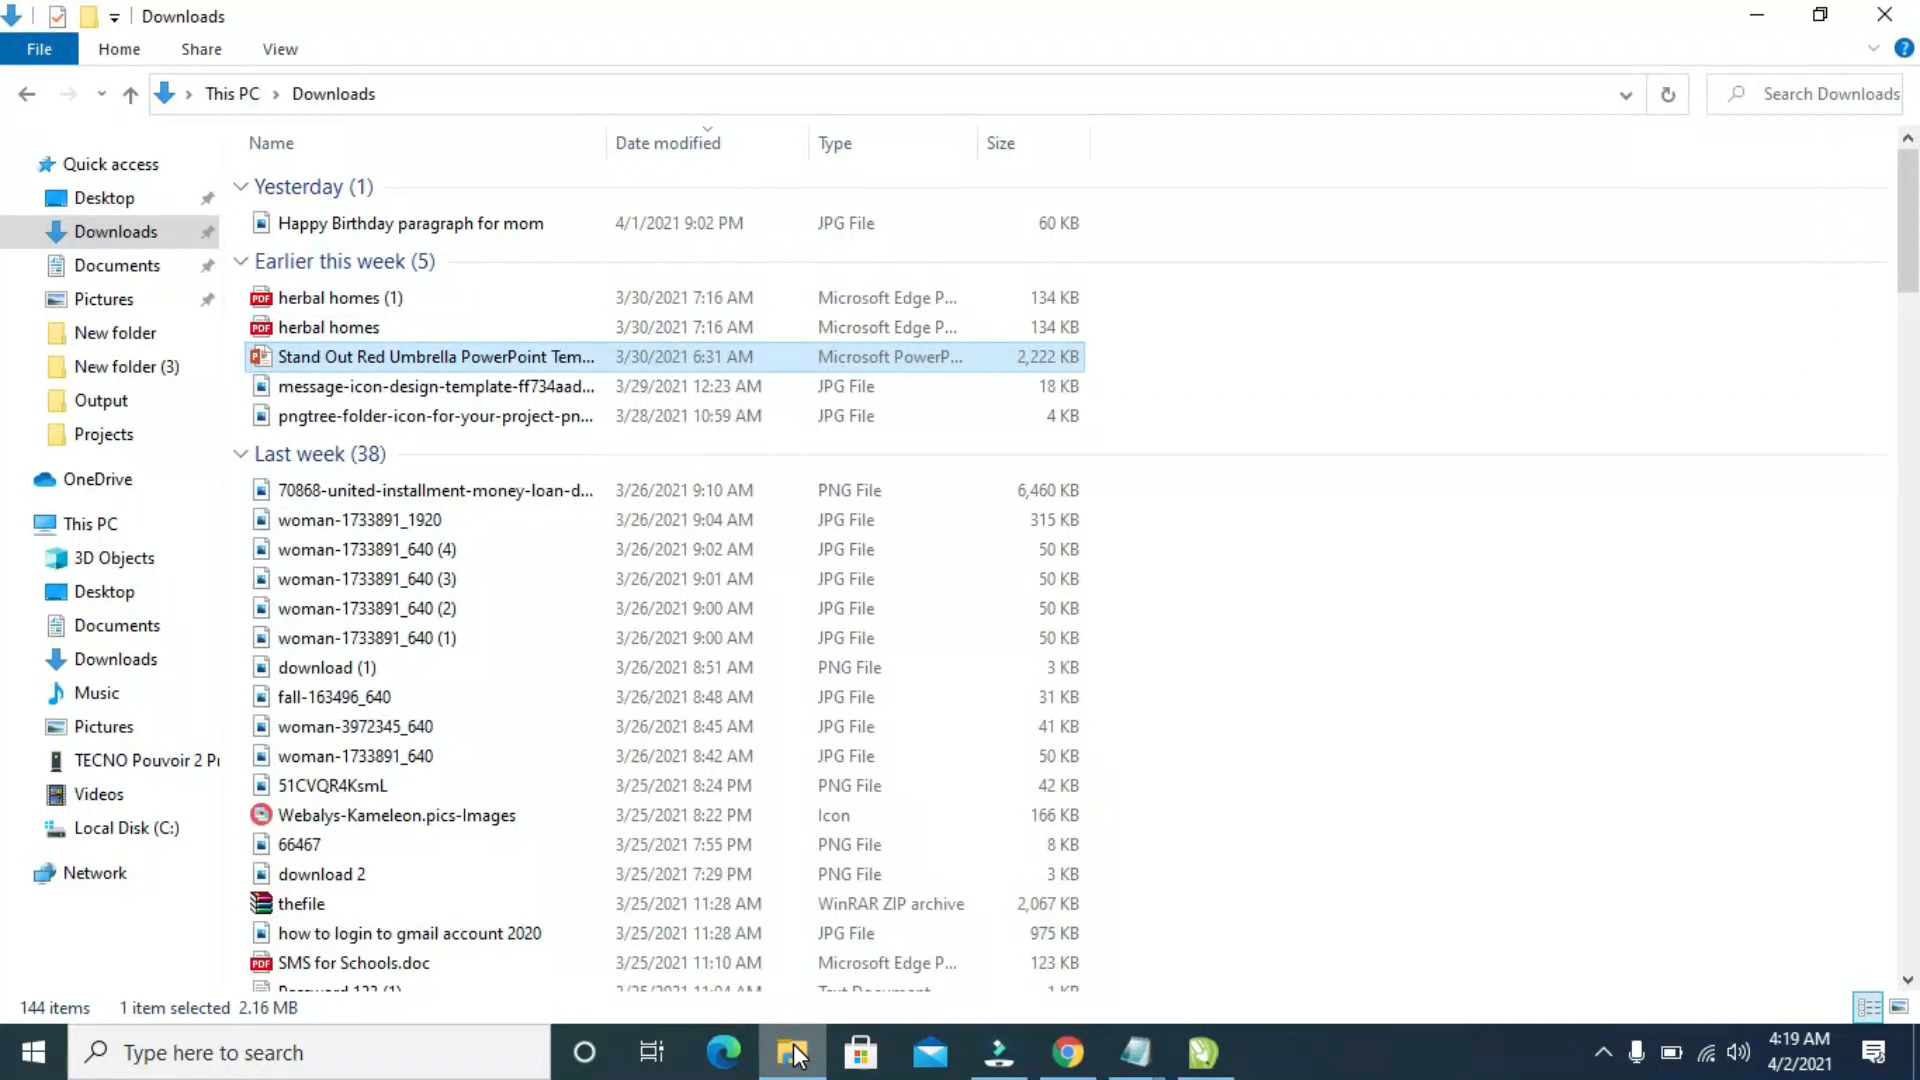 Downloads
File Home Share View
This PC > Downloads
Search Downloads
Name Date modified Type Size
Quick access
Desktop
Downloads
Documents
Pictures
New folder
New folder (3)
Output
Projects
OneDrive
This PC
3D Objects
Desktop
Documents
Downloads
Music
Pictures
TECNO Pouvoir 2 Pr
Videos
Local Disk (C:)
Network
Yesterday (1)
Happy Birthday paragraph for mom 4/1/2021 9:02 PM JPG File 60 KB
Earlier this week (5)
herbal homes (1) 3/30/2021 7:16 AM Microsoft Edge P... 134 KB
herbal homes 3/30/2021 7:16 AM Microsoft Edge P... 134 KB
Stand Out Red Umbrella PowerPoint Tem... 3/30/2021 6:31 AM Microsoft PowerP... 2,222 KB
message-icon-design-template-ff734aad... 3/29/2021 12:23 AM JPG File 18 KB
pngtree-folder-icon-for-your-project-pn... 3/28/2021 10:59 AM JPG File 4 KB
Last week (38)
70868-united-installment-money-loan-d... 3/26/2021 9:10 AM PNG File 6,460 KB
woman-1733891_1920 3/26/2021 9:04 AM JPG File 315 KB
woman-1733891_640 (4) 3/26/2021 9:02 AM JPG File 50 KB
woman-1733891_640 (3) 3/26/2021 9:01 AM JPG File 50 KB
woman-1733891_640 (2) 3/26/2021 9:00 AM JPG File 50 KB
woman-1733891_640 (1) 3/26/2021 9:00 AM JPG File 50 KB
download (1) 3/26/2021 8:51 AM PNG File 3 KB
fall-163496_640 3/26/2021 8:48 AM JPG File 31 KB
woman-3972345_640 3/26/2021 8:45 AM JPG File 41 KB
woman-1733891_640 3/26/2021 8:42 AM JPG File 50 KB
51CVQR4KsmL 3/25/2021 8:24 PM PNG File 42 KB
Webalys-Kameleon.pics-Images 3/25/2021 8:22 PM Icon 166 KB
66467 3/25/2021 7:55 PM PNG File 8 KB
download 2 3/25/2021 7:29 PM PNG File 3 KB
thefile 3/25/2021 11:28 AM WinRAR ZIP archive 2,067 KB
how to login to gmail account 2020 3/25/2021 11:28 AM JPG File 975 KB
SMS for Schools.doc 3/25/2021 11:10 AM Microsoft Edge P... 123 KB
144 items 1 item selected 2.16 MB
Type here to search
4:19 AM
4/2/2021